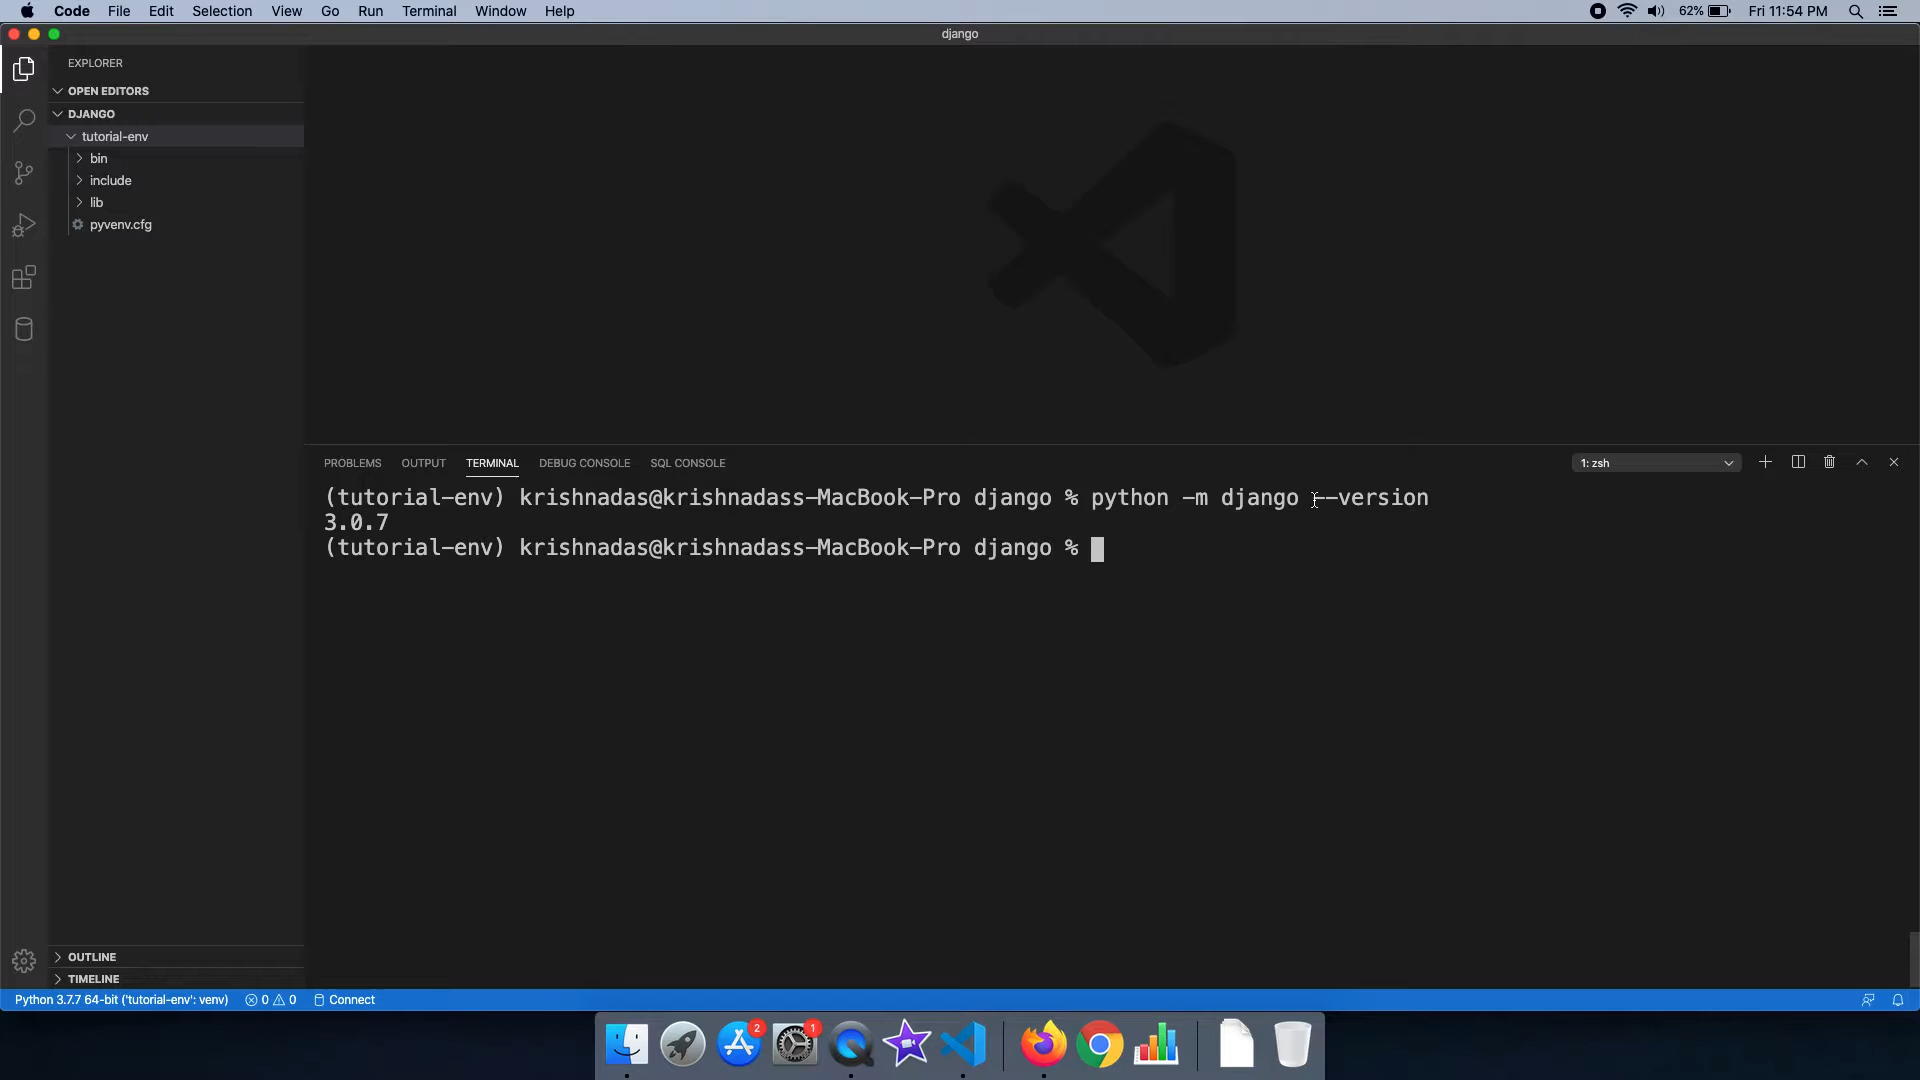 Code File Edit Selection View Go Run Terminal Window Help 62% Fri 11:54 PM
django
EXPLORER
OPEN EDITORS
DJANGO
tutorial-env
bin
include
lib
pyvenv.cfg
PROBLEMS OUTPUT TERMINAL DEBUG CONSOLE SQL CONSOLE 1: zsh
(tutorial-env) krishnadas@krishnadass-MacBook-Pro django % python -m django --version
3.0.7
(tutorial-env) krishnadas@krishnadass-MacBook-Pro django %
OUTLINE
TIMELINE
Python 3.7.7 64-bit ('tutorial-env': venv) 0 0 Connect
2 1